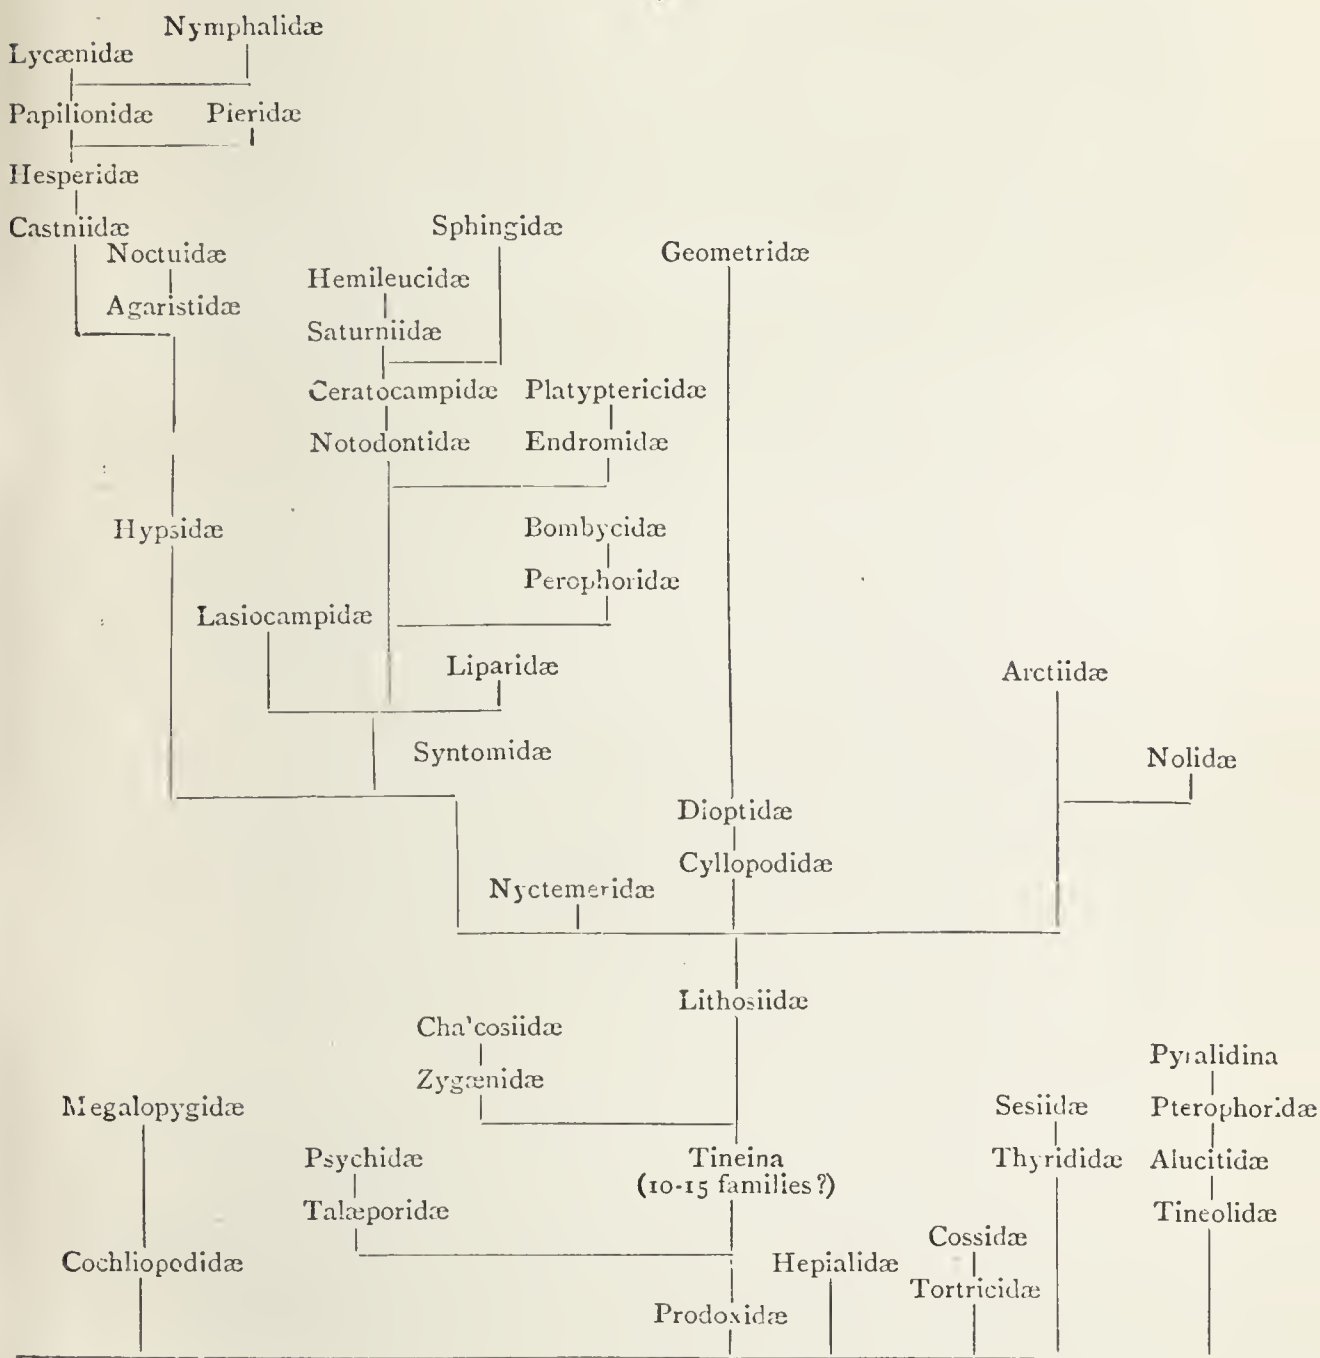 Nymphalidæ
Lycænidæ
Papilionidæ Pieridæ
Hesperidæ
Castniidæ Sphingidæ
Noctuidæ Geometridæ
Hemileucidæ
Agaristidæ
Saturniidæ
Ceratocampidæ Platyptericidæ
Notodontidæ Endromidæ
Hypsidæ Bombycidæ
Perophoridæ
Lasiocampidæ
Liparidæ Arctiidæ
Syntomidæ Nolidæ
Dioptidæ
Cyllopodidæ
Nyctemeridæ
Lithosiidæ
Cha'cosiidæ
Pyralidina
Zygænidæ
Megalopygidæ Sesiidæ Pterophoridæ
Psychidæ Tineina Thyrididæ Alucitidæ
(10-15 families?)
Talæporidæ Tineolidæ
Cossidæ
Cochliopodidæ Hepialidæ
Tortricidæ
Prodoxidæ